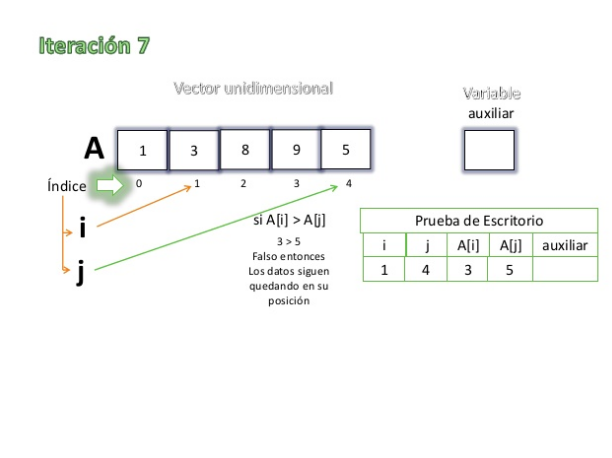 Iteración 7
Vector unidimensional
Variable
auxiliar
A
1 3 8 9 5
Índice
0 1 2 3 4
i
j
si A[i] > A[j]
3 > 5
Falso entonces
Los datos siguen
quedando en su
posición
Prueba de Escritorio
i j A[i] A[j] auxiliar
1 4 3 5